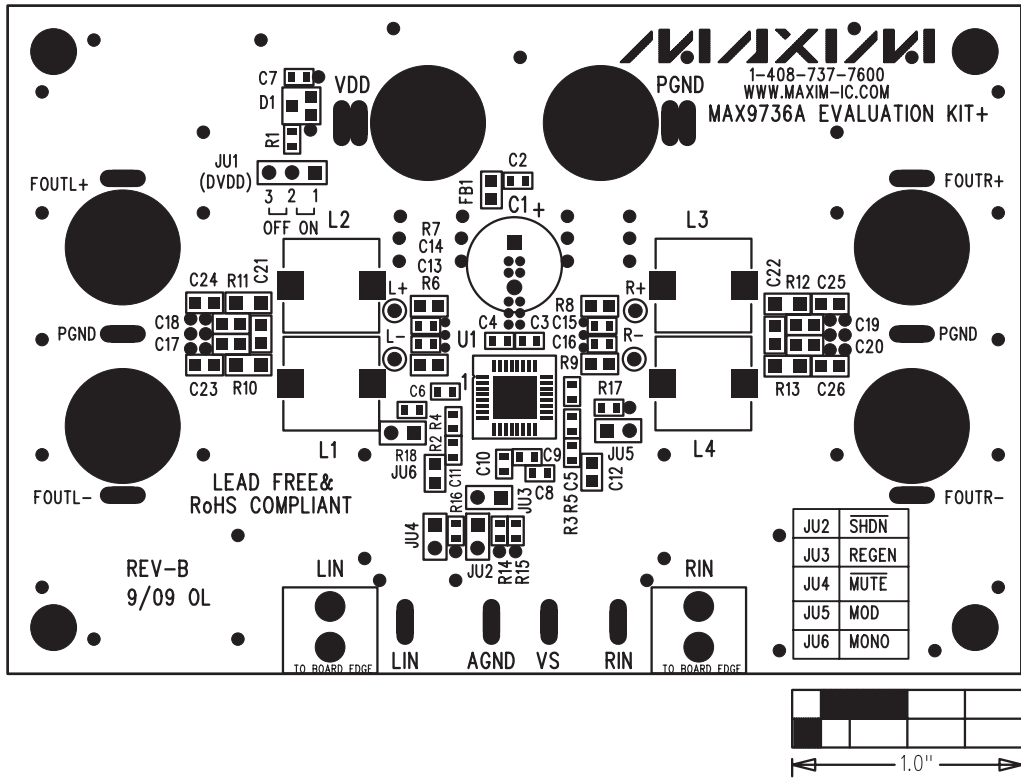 MAXIM
1-408-737-7600
WWW.MAXIM-IC.COM
MAX9736A EVALUATION KIT+
C7
VDD
PGND
D1
R1
JU1
(DVDD)
3 2 1
OFF ON
FOUTL+
FOUTR+
C2
FB1
C1 +
L2
R7
C14
C13
R6
L3
C24 R11 C21
L+
R8
R+
C22 R12 C25
PGND
C18
C17
L-
U1
C4 C3
C15
C16
R-
C19
C20
PGND
C23 R10
R9
R13 C26
1
C6
R17
R4
L1
R18
R2
JU6
C11
C10
C9
C8
C5
C12
JU5
L4
LEAD FREE&
RoHS COMPLIANT
FOUTL-
FOUTR-
R16
JU3
R3
R5
JU4
JU2
R14
R15
JU2 SHDN
JU3 REGEN
JU4 MUTE
JU5 MOD
JU6 MONO
REV-B
9/09 OL
LIN
RIN
TO BOARD EDGE
LIN
AGND
VS
RIN
TO BOARD EDGE
1.0"